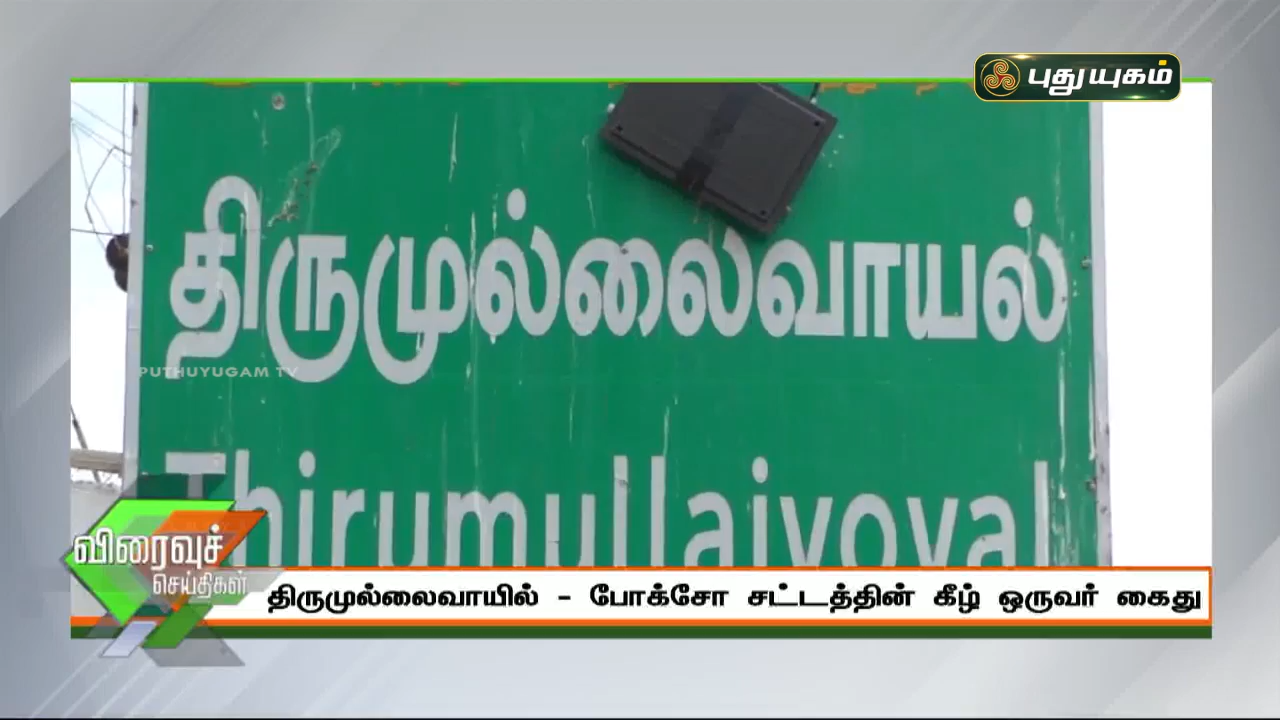 புதுயுகம்
திருமுல்லைவாயல்
PUTHUYUGAM TV
Thirumullaivoyal
விரைவுச்
செய்திகள்
திருமுல்லைவாயில் - போக்சோ சட்டத்தின் கீழ் ஒருவர் கைது